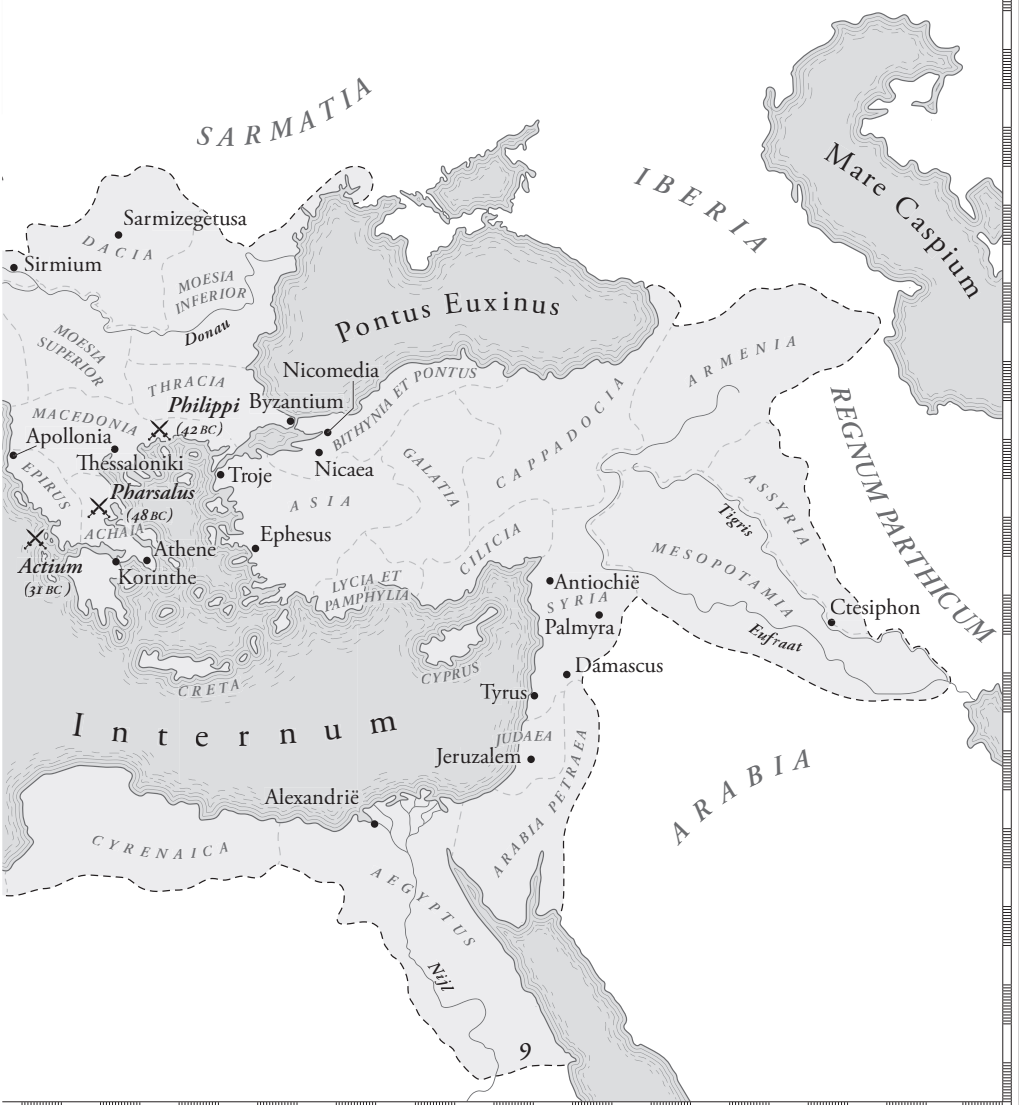 SARMATIA
IBERIA
Mare Caspium
Sarmizegetusa
DACIA
Sirmium
MOESIA
INFERIOR
Donau
Pontus Euxinus
MOESIA
SUPERIOR
ARMENIA
Nicomedia
THRACIA
BITHYNIA ET PONTUS
Philippi
(42 BC)
Byzantium
CAPPADOCIA
REGNUM PARTHICUM
MACEDONIA
Apollonia
Thessaloniki
Nicaea
GALATIA
EPIRUS
Troje
ASIA
ASSYRIA
Pharsalus
(48 BC)
Tigris
ACHAIA
Ephesus
CILICIA
Athene
Actium
(31 BC)
Korinthe
LYCIA ET
PAMPHYLIA
MESOPOTAMIA
Antiochië
SYRIA
Palmyra
Ctesiphon
Eufraat
CYPRUS
Dámascus
CRETA
Tyrus
Internum
JUDAEA
Jeruzalem
ARABIA PETRAEA
ARABIA
Alexandrië
CYRENAICA
AEGYPTUS
Nijl
9